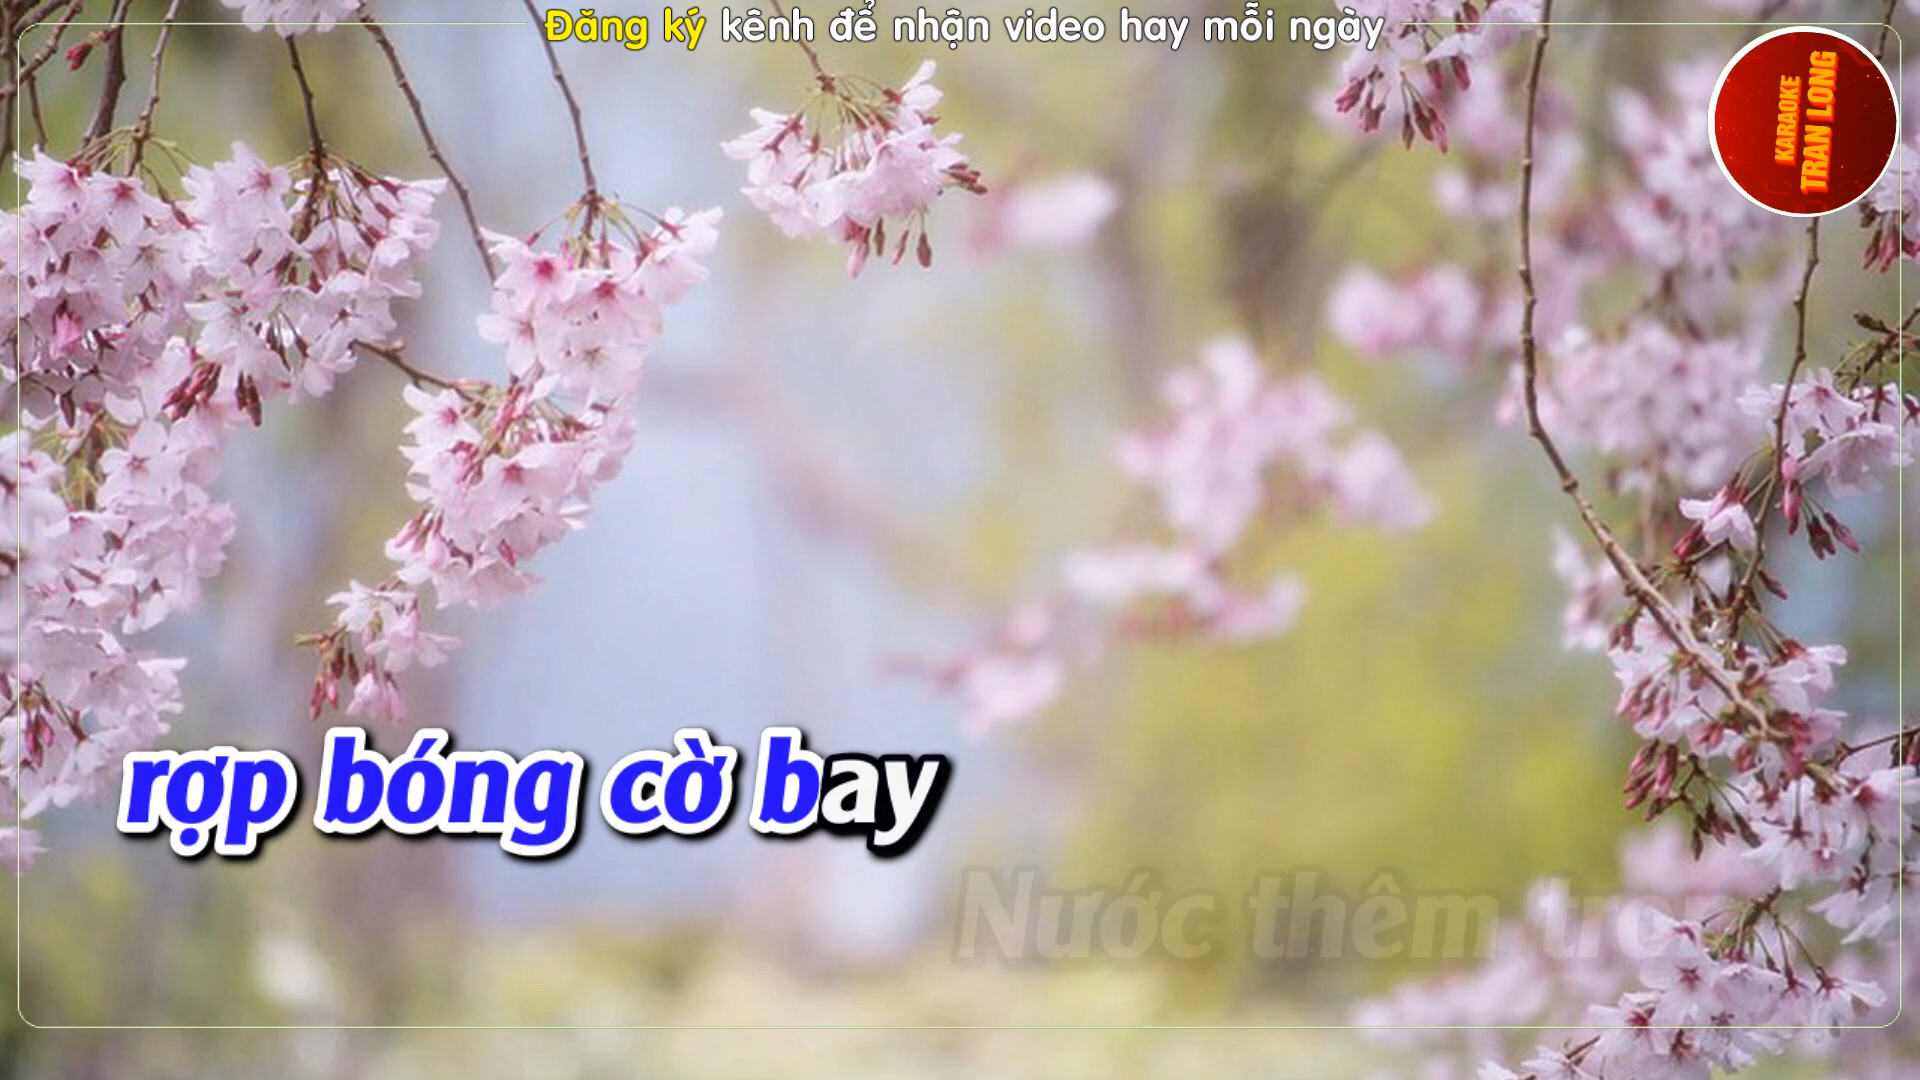 Đăng ký kênh để nhận video hay mỗi ngày
KARAOKE
TRAN LONG
rợp bóng cờ bay
Nước thêm